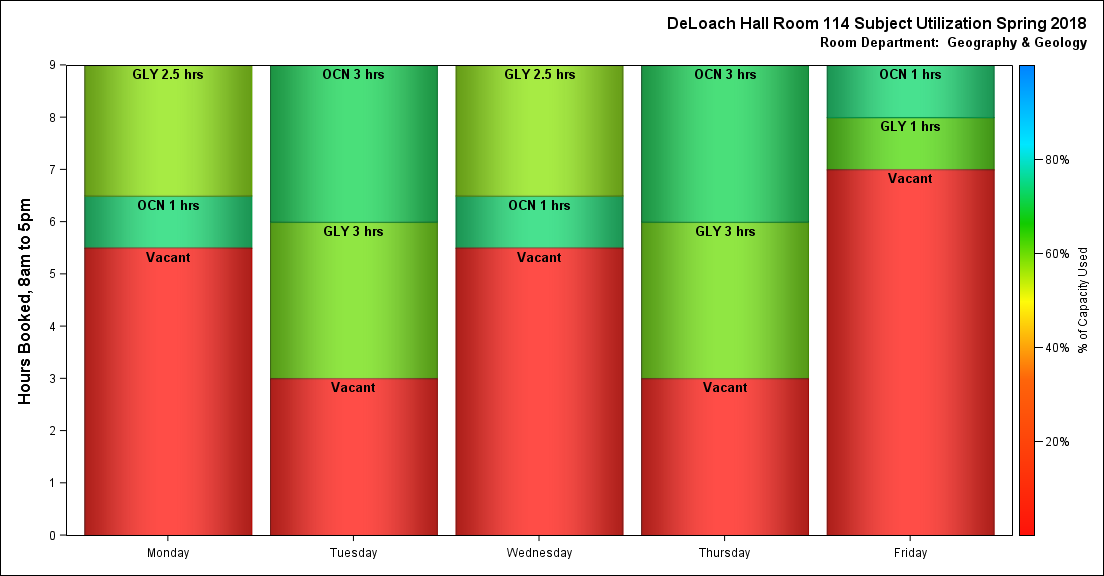 DeLoach Hall Room 114 Subject Utilization Spring 2018
Room Department: Geography & Geology
Hours Booked, 8am to 5pm
9
8
7
6
5
4
3
2
1
0
GLY 2.5 hrs
OCN 1 hrs
Vacant
OCN 3 hrs
GLY 3 hrs
Vacant
GLY 2.5 hrs
OCN 1 hrs
Vacant
OCN 3 hrs
GLY 3 hrs
Vacant
OCN 1 hrs
GLY 1 hrs
Vacant
Monday
Tuesday
Wednesday
Thursday
Friday
80%
60%
40%
20%
% of Capacity Used